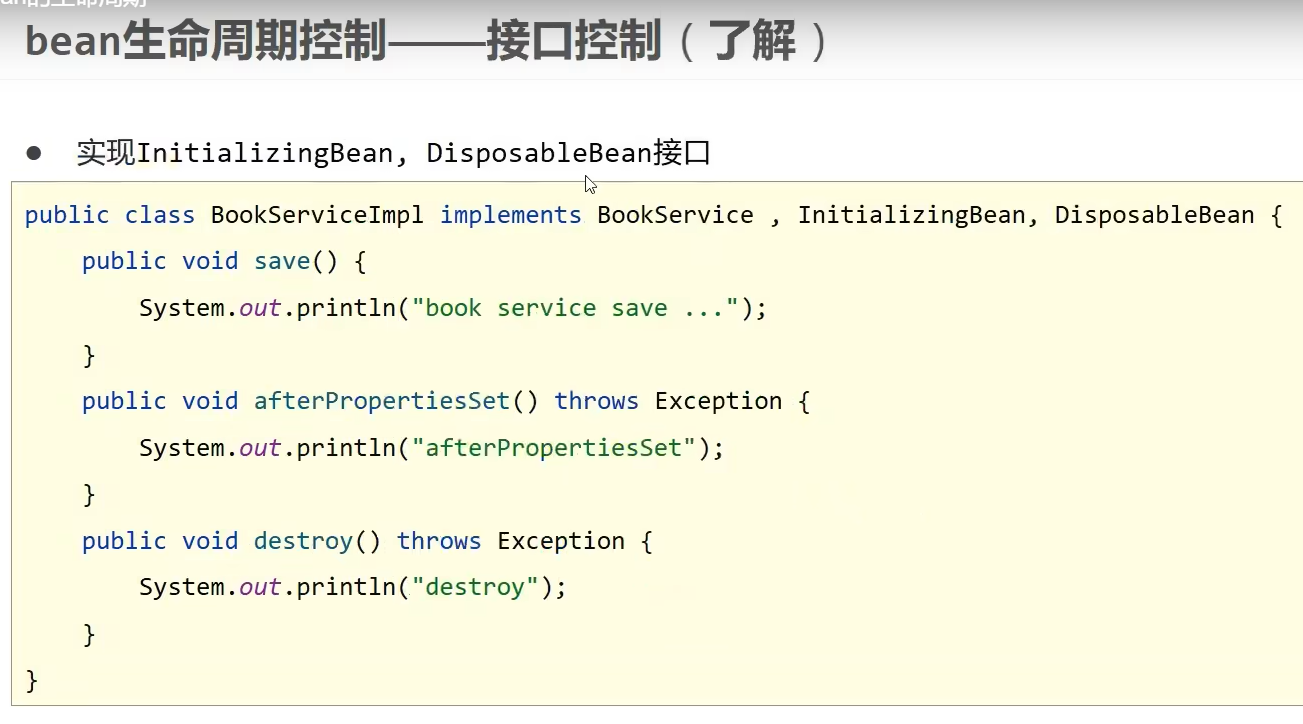 bean生命周期控制——接口控制（了解）
● 实现InitializingBean, DisposableBean接口
public class BookServiceImpl implements BookService , InitializingBean, DisposableBean {
    public void save() {
        System.out.println("book service save ...");
    }
    public void afterPropertiesSet() throws Exception {
        System.out.println("afterPropertiesSet");
    }
    public void destroy() throws Exception {
        System.out.println("destroy");
    }
}